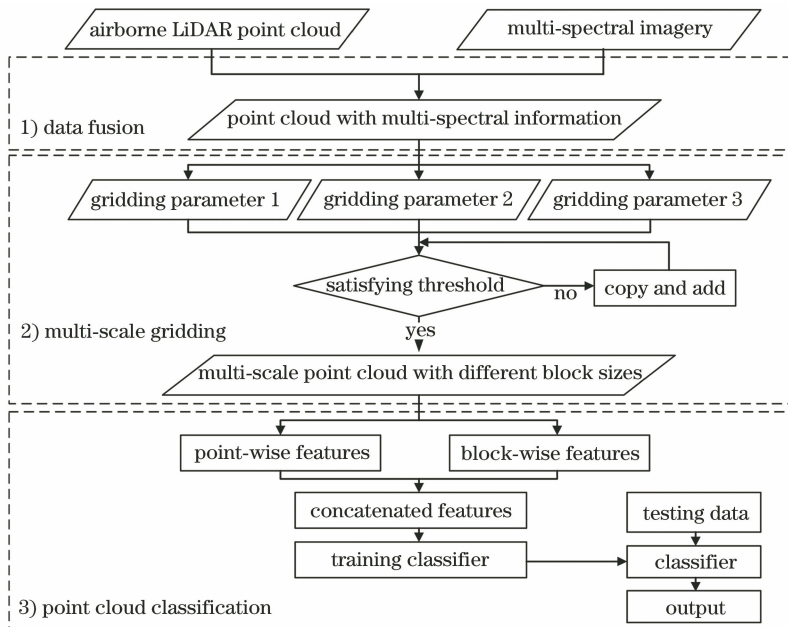 airborne LiDAR point cloud
multi-spectral imagery
point cloud with multi-spectral information
1) data fusion
gridding parameter 1
gridding parameter 2
gridding parameter 3
satisfying threshold
no
copy and add
yes
2) multi-scale gridding
multi-scale point cloud with different block sizes
point-wise features
block-wise features
concatenated features
testing data
training classifier
classifier
output
3) point cloud classification